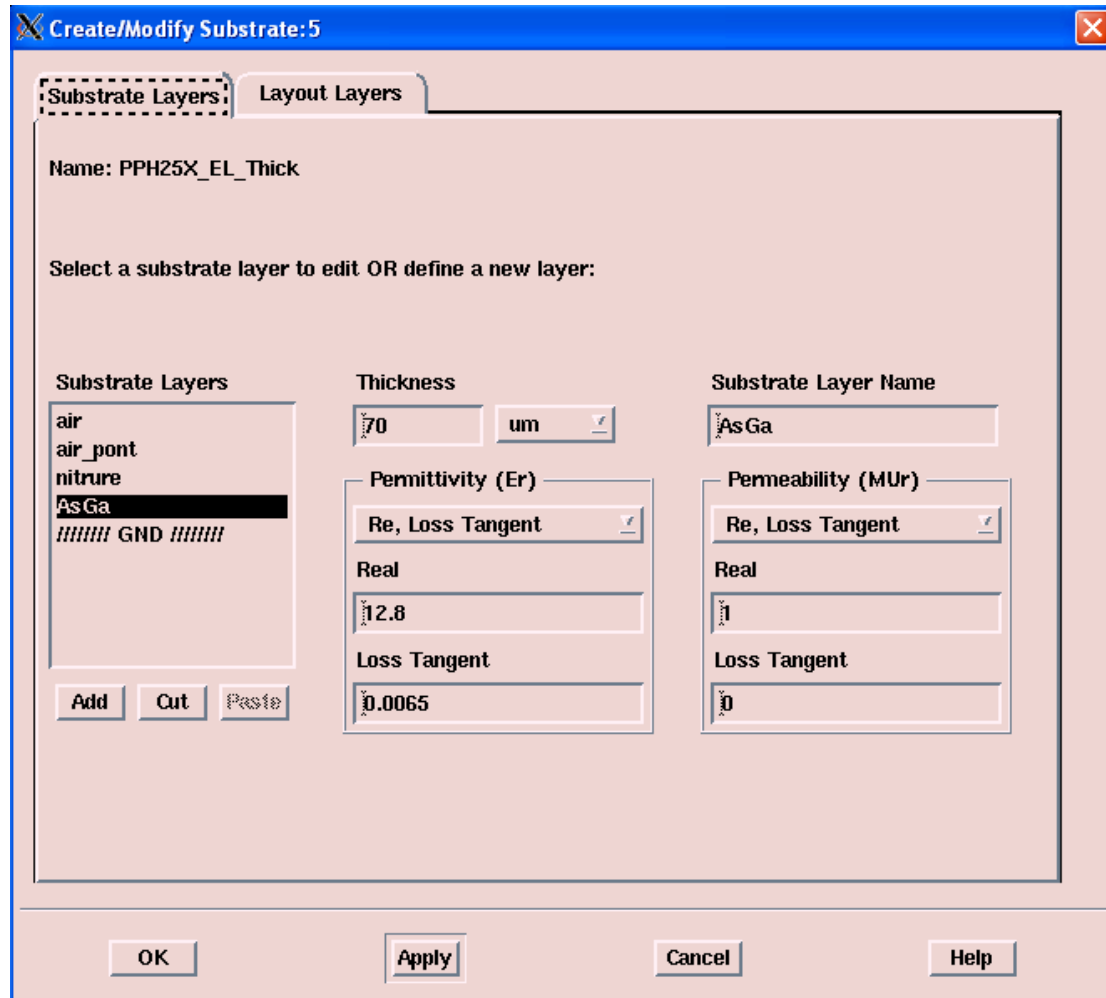 Create/Modify Substrate:5
Substrate Layers Layout Layers
Name: PPH25X_EL_Thick
Select a substrate layer to edit OR define a new layer:
Substrate Layers Thickness Substrate Layer Name
air
air_pont
nitrure
AsGa
//////// GND ////////
70 um AsGa
Permittivity (Er) Permeability (MUr)
Re, Loss Tangent Re, Loss Tangent
Real Real
12.8 1
Loss Tangent Loss Tangent
0.0065 0
Add Cut Paste
OK Apply Cancel Help